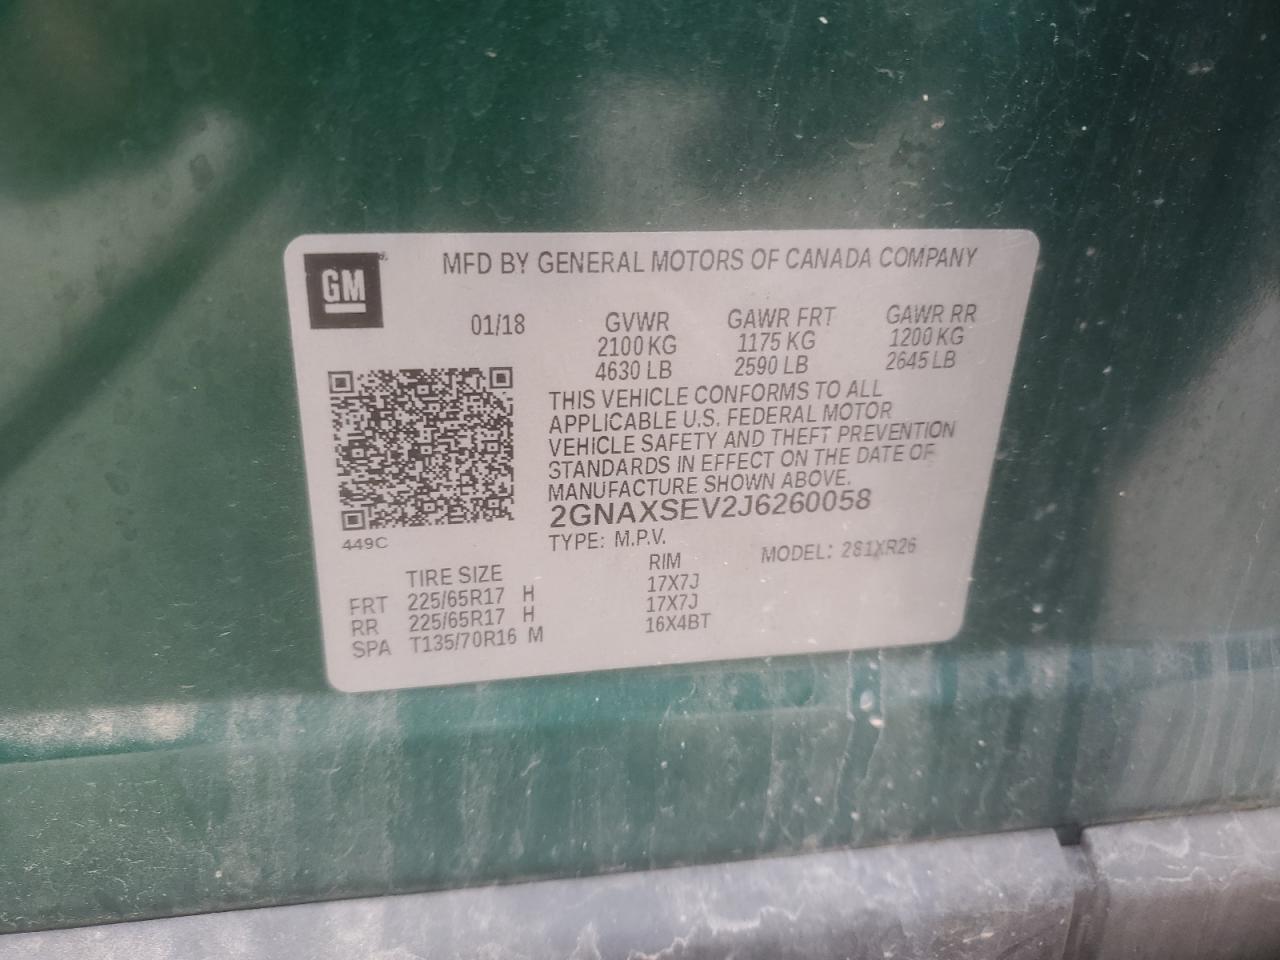 GM
MFD BY GENERAL MOTORS OF CANADA COMPANY
01/18 GVWR GAWR FRT GAWR RR
2100 KG 1175 KG 1200 KG
4630 LB 2590 LB 2645 LB
THIS VEHICLE CONFORMS TO ALL
APPLICABLE U.S. FEDERAL MOTOR
VEHICLE SAFETY AND THEFT PREVENTION
STANDARDS IN EFFECT ON THE DATE OF
MANUFACTURE SHOWN ABOVE.
2GNAXSEV2J6260058
449C
TYPE: M.P.V. MODEL: 281XR26
TIRE SIZE RIM
FRT 225/65R17 H 17X7J
RR 225/65R17 H 17X7J
SPA T135/70R16 M 16X4BT